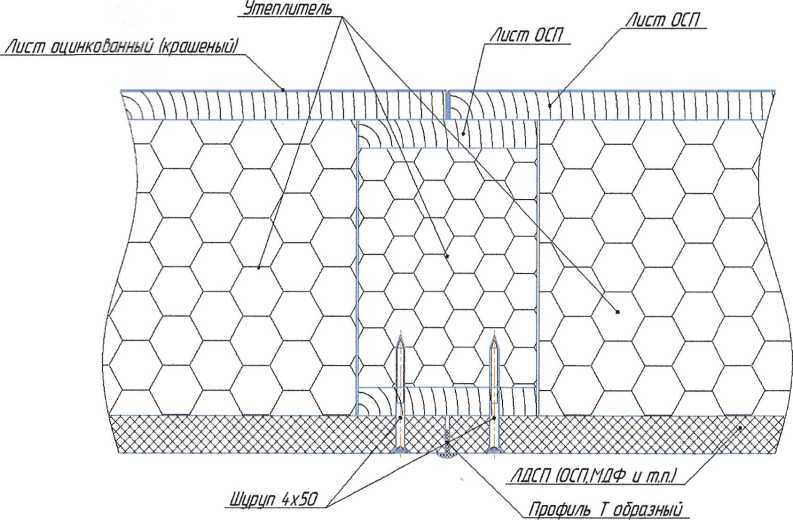 Утеплитель
Лист оцинкованный (крашеный)
Лист ОСП
Лист ОСП
ЛДСП (ОСП,МДФ и т.п.)
Шуруп 4х50
Профиль Т образный